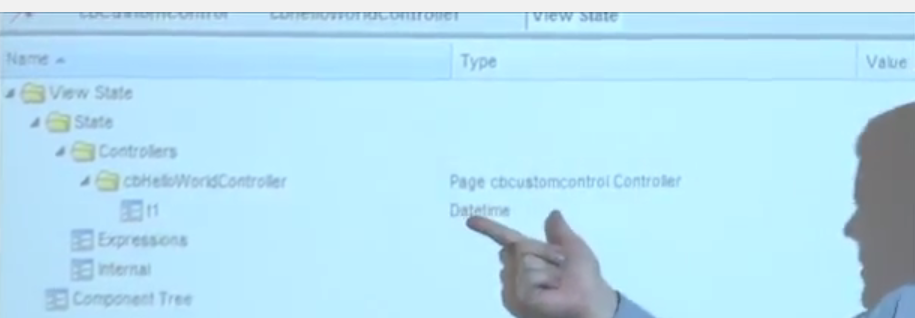 cbcustomcontrol cbHelloWorldController View State
Name Type Value
View State
State
Controllers
cbHelloWorldController Page cbcustomcontrol Controller
t1 Datetime
Expressions
Internal
Component Tree